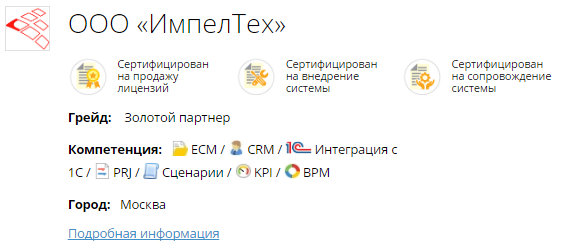 ООО «ИмпелТех»
Сертифицирован на продажу лицензий
Сертифицирован на внедрение системы
Сертифицирован на сопровождение системы
Грейд: Золотой партнер
Компетенция: ECM / CRM / 1С Интеграция с
1С / PRJ / Сценарии / KPI / BPM
Город: Москва
Подробная информация